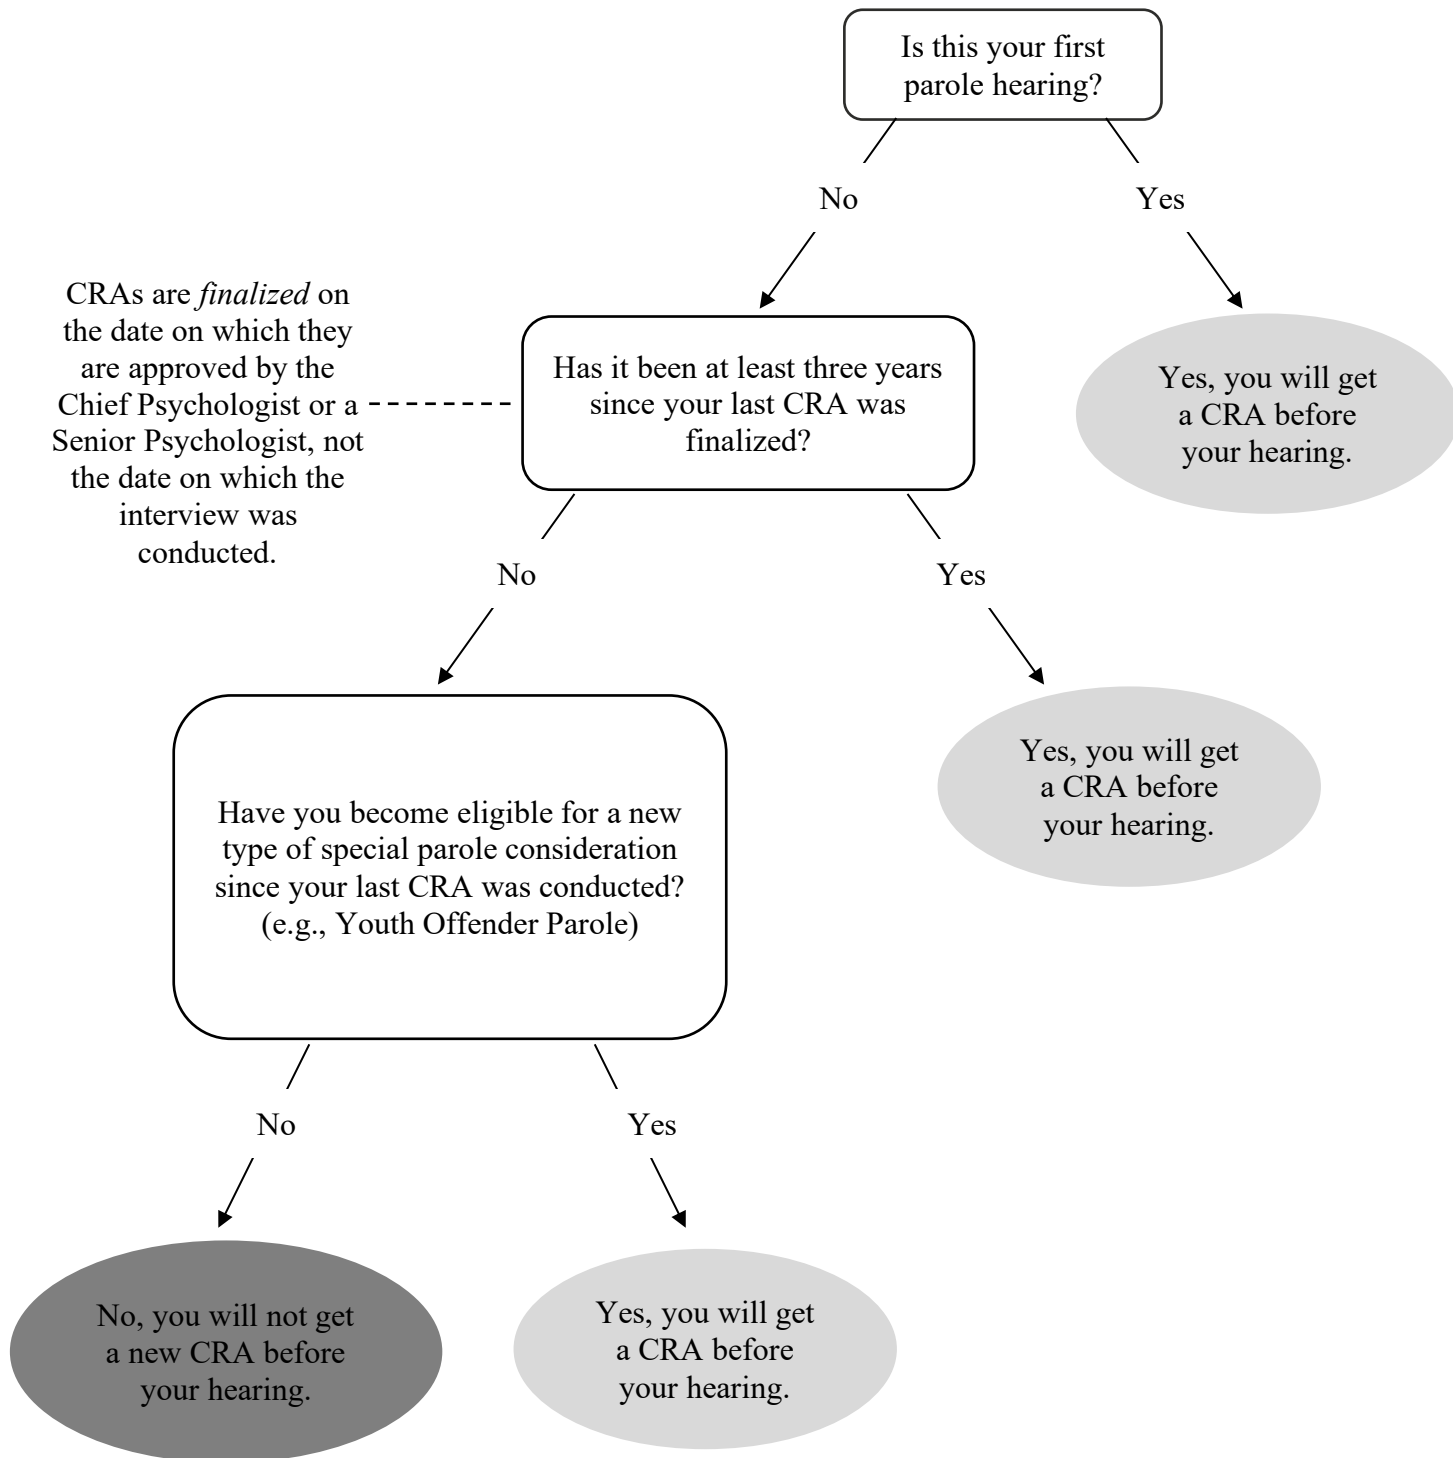 Is this your first
parole hearing?
No
Yes
CRAs are finalized on
the date on which they
are approved by the
Chief Psychologist or a
Senior Psychologist, not
the date on which the
interview was
conducted.
Has it been at least three years
since your last CRA was
finalized?
Yes, you will get
a CRA before
your hearing.
No
Yes
Have you become eligible for a new
type of special parole consideration
since your last CRA was conducted?
(e.g., Youth Offender Parole)
Yes, you will get
a CRA before
your hearing.
No
Yes
No, you will not get
a new CRA before
your hearing.
Yes, you will get
a CRA before
your hearing.